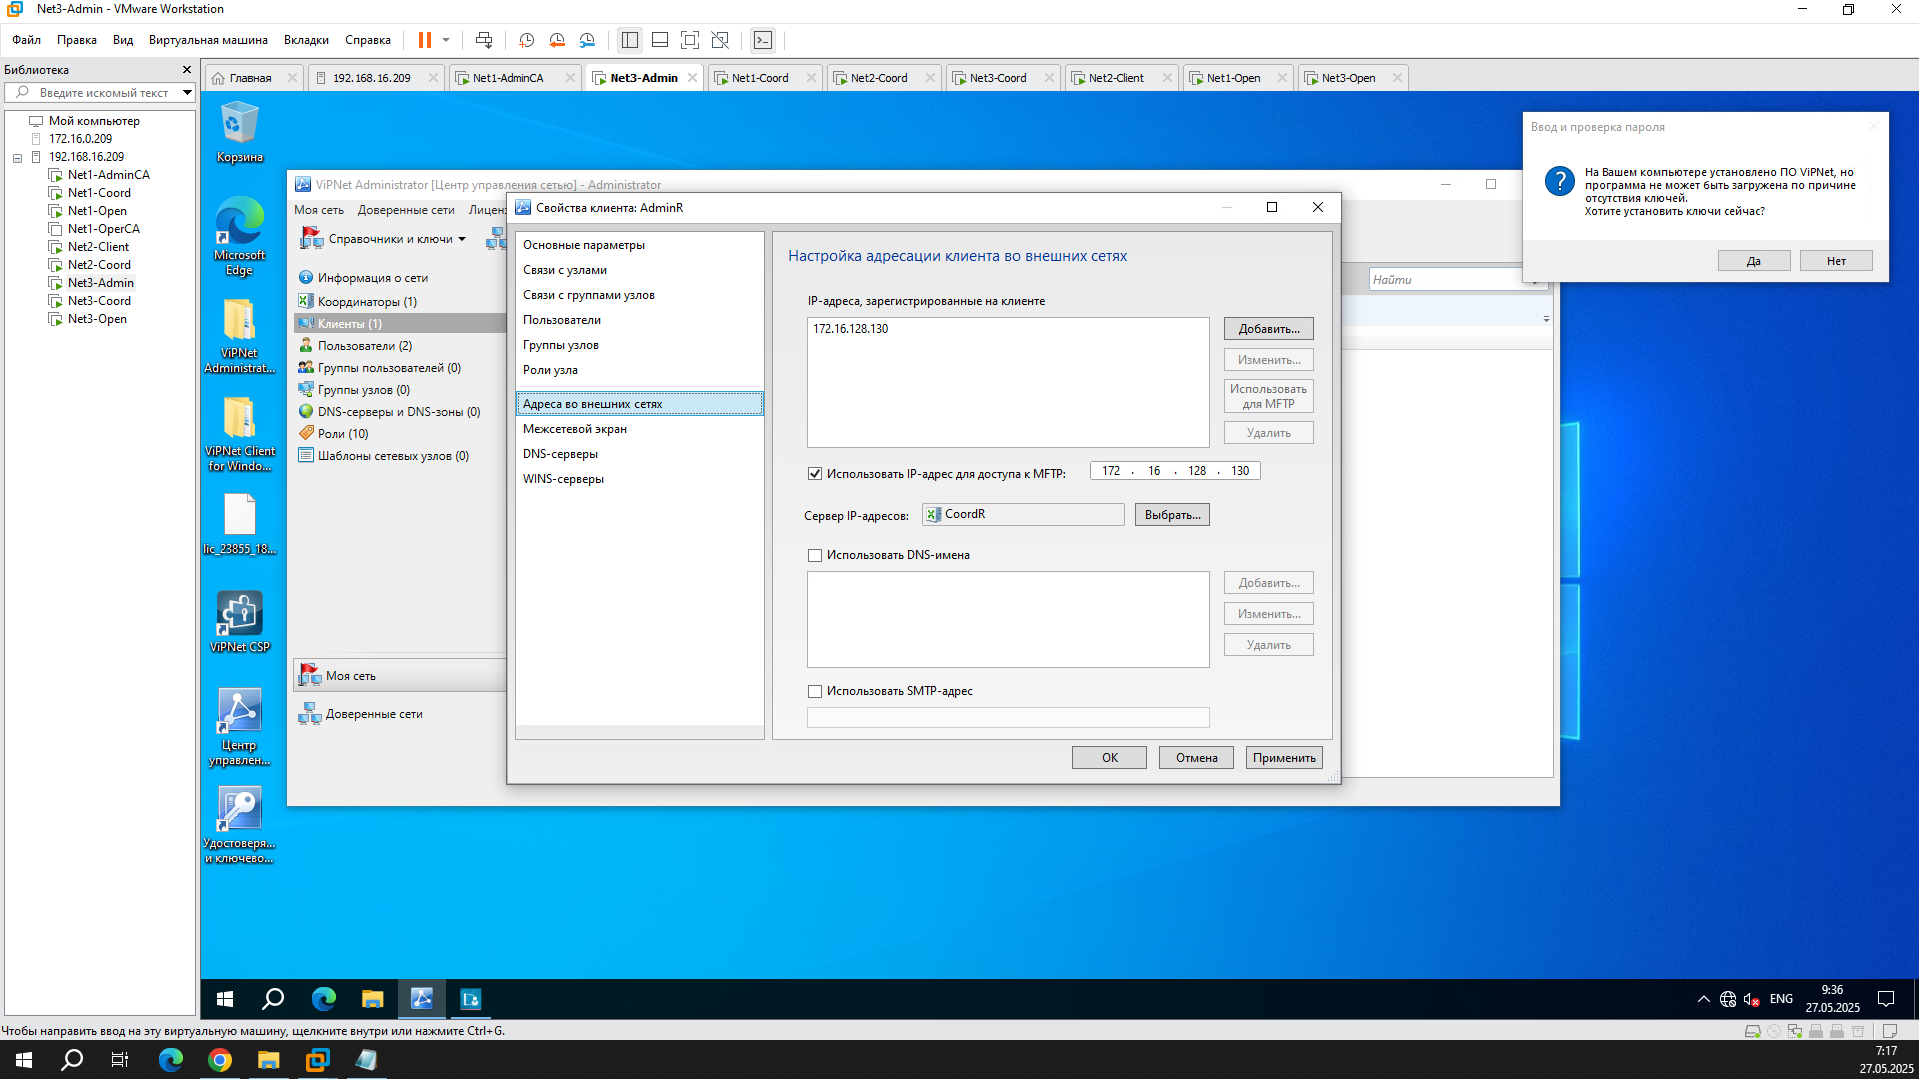 Net3-Admin - VMware Workstation
Файл Правка Вид Виртуальная машина Вкладки Справка
Библиотека
Введите искомый текст
Мой компьютер
172.16.0.209
192.168.16.209
Net1-AdminCA
Net1-Coord
Net1-Open
Net1-OperCA
Net2-Client
Net2-Coord
Net3-Admin
Net3-Coord
Net3-Open
Главная 192.168.16.209 Net1-AdminCA Net3-Admin Net1-Coord Net2-Coord Net3-Coord Net2-Client Net1-Open Net3-Open
Корзина
Microsoft
Edge
ViPNet
Administrat...
ViPNet Client
for Windo...
lic_23855_18...
ViPNet CSP
Центр
управлен...
Удостоверя...
и ключево...
ViPNet Administrator [Центр управления сетью] - Administrator
Моя сеть Доверенные сети Лиценз
Справочники и ключи
Найти
Информация о сети
Координаторы (1)
Клиенты (1)
Пользователи (2)
Группы пользователей (0)
Группы узлов (0)
DNS-серверы и DNS-зоны (0)
Роли (10)
Шаблоны сетевых узлов (0)
Моя сеть
Доверенные сети
Свойства клиента: AdminR
Основные параметры
Связи с узлами
Связи с группами узлов
Пользователи
Группы узлов
Роли узла
Адреса во внешних сетях
Межсетевой экран
DNS-серверы
WINS-серверы
Настройка адресации клиента во внешних сетях
IP-адреса, зарегистрированные на клиенте
172.16.128.130
Добавить...
Изменить...
Использовать
для MFTP
Удалить
Использовать IP-адрес для доступа к MFTP: 172 . 16 . 128 . 130
Сервер IP-адресов: CoordR Выбрать...
Использовать DNS-имена
Добавить...
Изменить...
Удалить
Использовать SMTP-адрес
OK Отмена Применить
Ввод и проверка пароля
На Вашем компьютере установлено ПО ViPNet, но
программа не может быть загружена по причине
отсутствия ключей.
Хотите установить ключи сейчас?
Да Нет
ENG
9:36
27.05.2025
Чтобы направить ввод на эту виртуальную машину, щелкните внутри или нажмите Ctrl+G.
7:17
27.05.2025